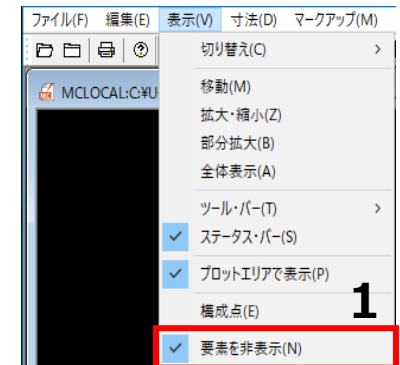 ファイル(F) 編集(E) 表示(V) 寸法(D) マークアップ(M)
切り替え(C) >
MCLOCAL:C:¥U
移動(M)
拡大・縮小(Z)
部分拡大(B)
全体表示(A)
ツール・バー(T) >
ステータス・バー(S)
プロットエリアで表示(P)
構成点(E)
1
要素を非表示(N)